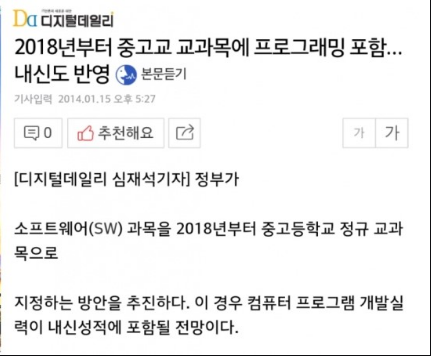 디지털데일리
2018년부터 중고교 교과목에 프로그래밍 포함...
내신도 반영 본문듣기
기사입력 2014.01.15 오후 5:27
0 추천해요 가 가
[디지털데일리 심재석기자] 정부가
소프트웨어(SW) 과목을 2018년부터 중고등학교 정규 교과
목으로
지정하는 방안을 추진하다. 이 경우 컴퓨터 프로그램 개발실
력이 내신성적에 포함될 전망이다.